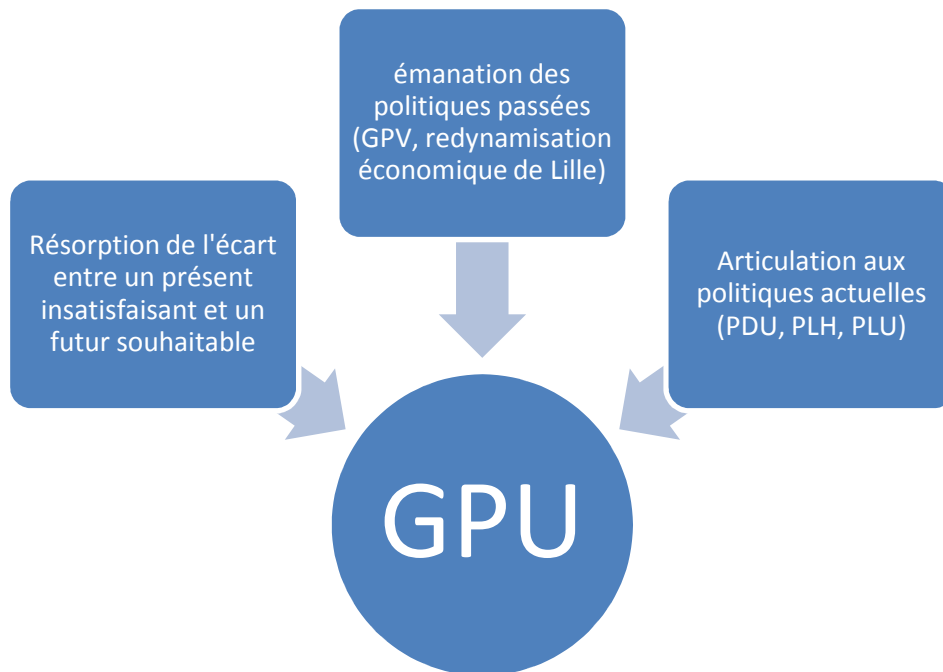 Résorption de l'écart
entre un présent
insatisfaisant et un
futur souhaitable
émanation des
politiques passées
(GPV, redynamisation
économique de Lille)
Articulation aux
politiques actuelles
(PDU, PLH, PLU)
GPU